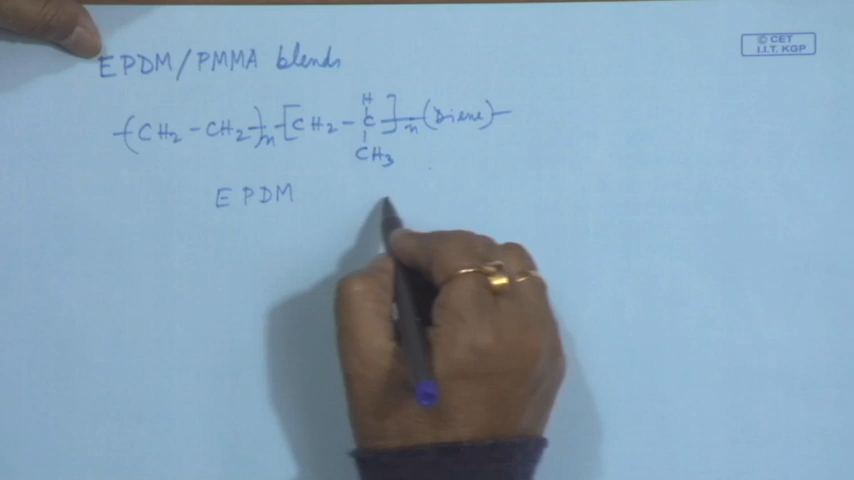 EPDM/PMMA blends
© CET
I.I.T. KGP
H
-(CH2-CH2)n-[CH2-C-]n-(Diene)-
CH3
EPDM